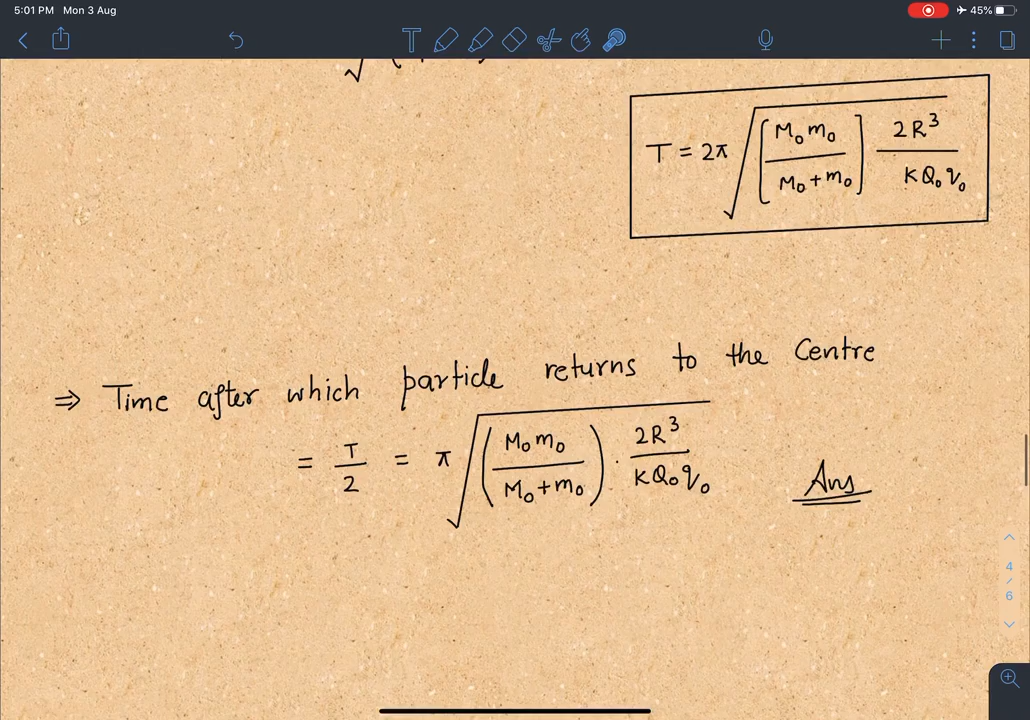 5:01 PM Mon 3 Aug
45%
T
T = 2π √([M₀m₀ / M₀+m₀] 2R³ / KQ₀q₀)
⇒ Time after which particle returns to the Centre
= T/2 = π √((M₀m₀ / M₀+m₀) · 2R³ / KQ₀q₀)
Ans
4
/
6